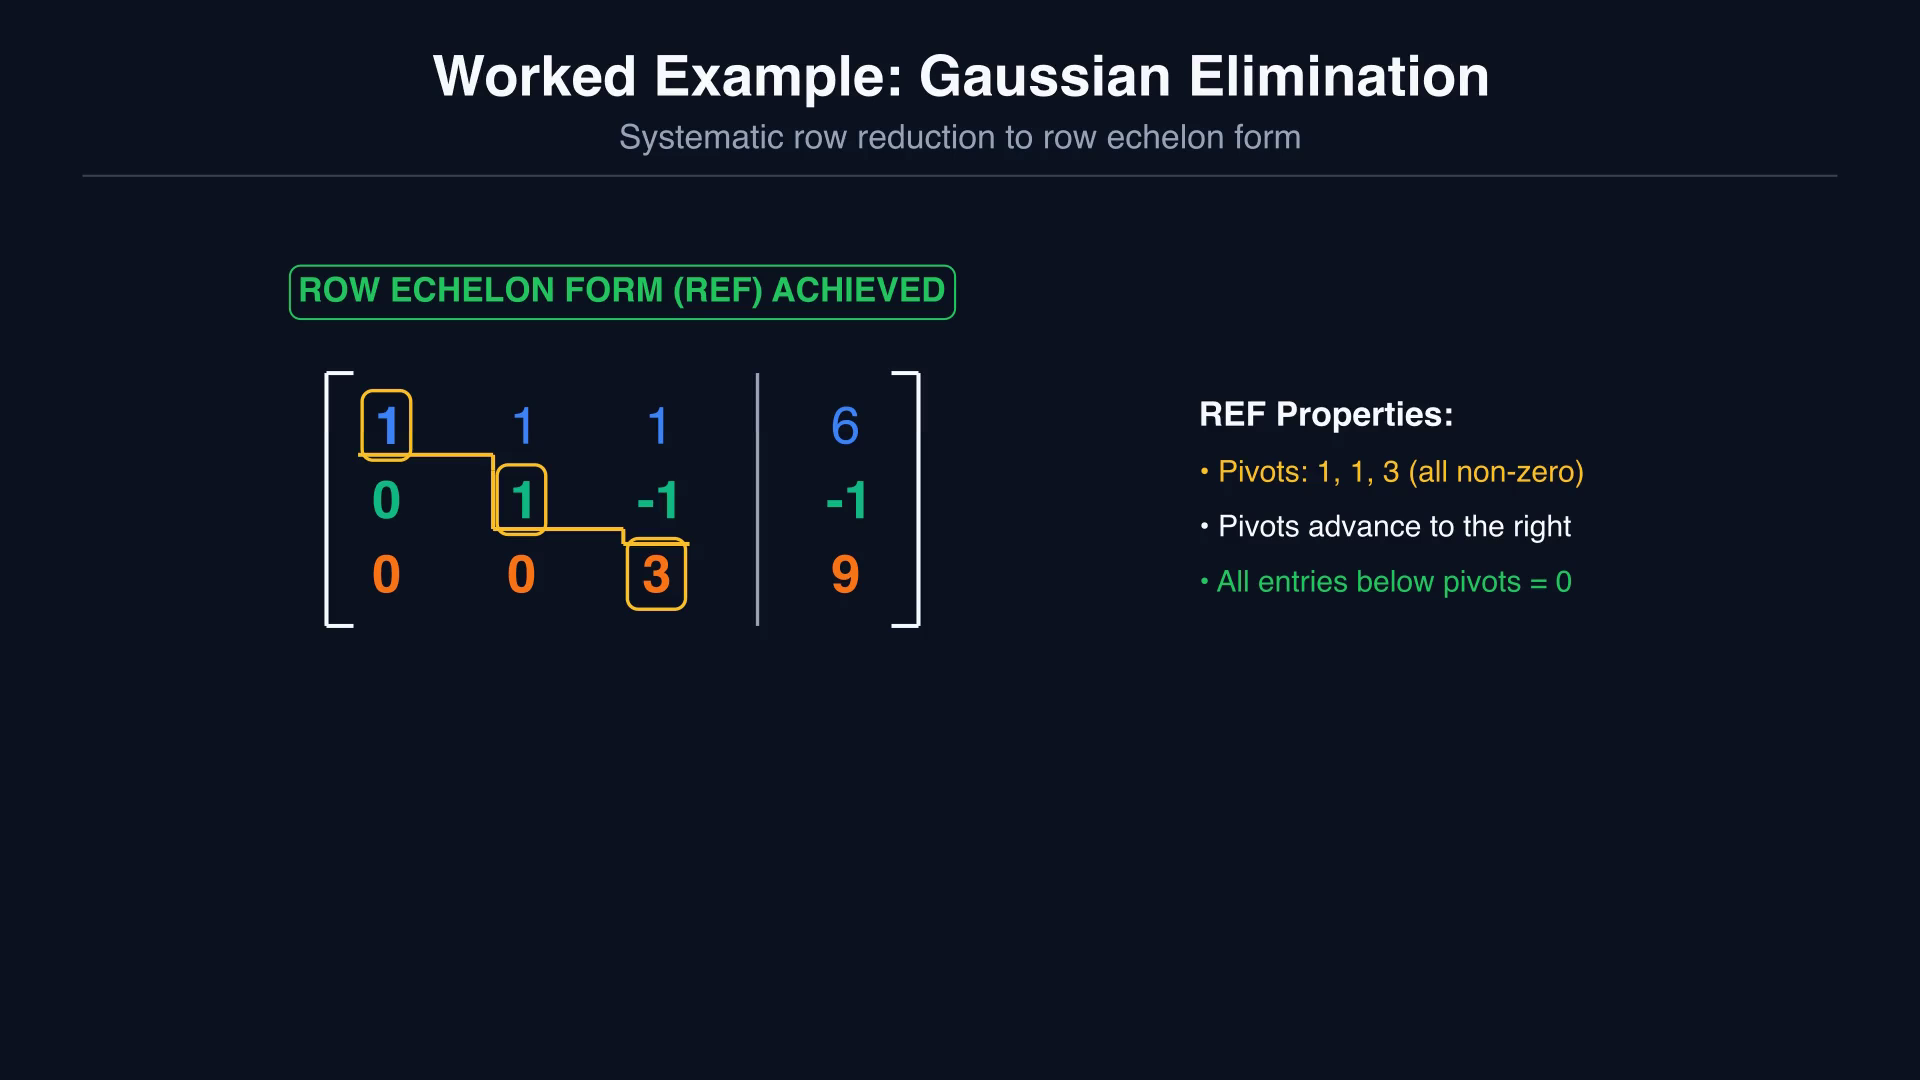 Worked Example: Gaussian Elimination
Systematic row reduction to row echelon form
ROW ECHELON FORM (REF) ACHIEVED
1 1 1 6
0 1 -1 -1
0 0 3 9
REF Properties:
• Pivots: 1, 1, 3 (all non-zero)
• Pivots advance to the right
• All entries below pivots = 0